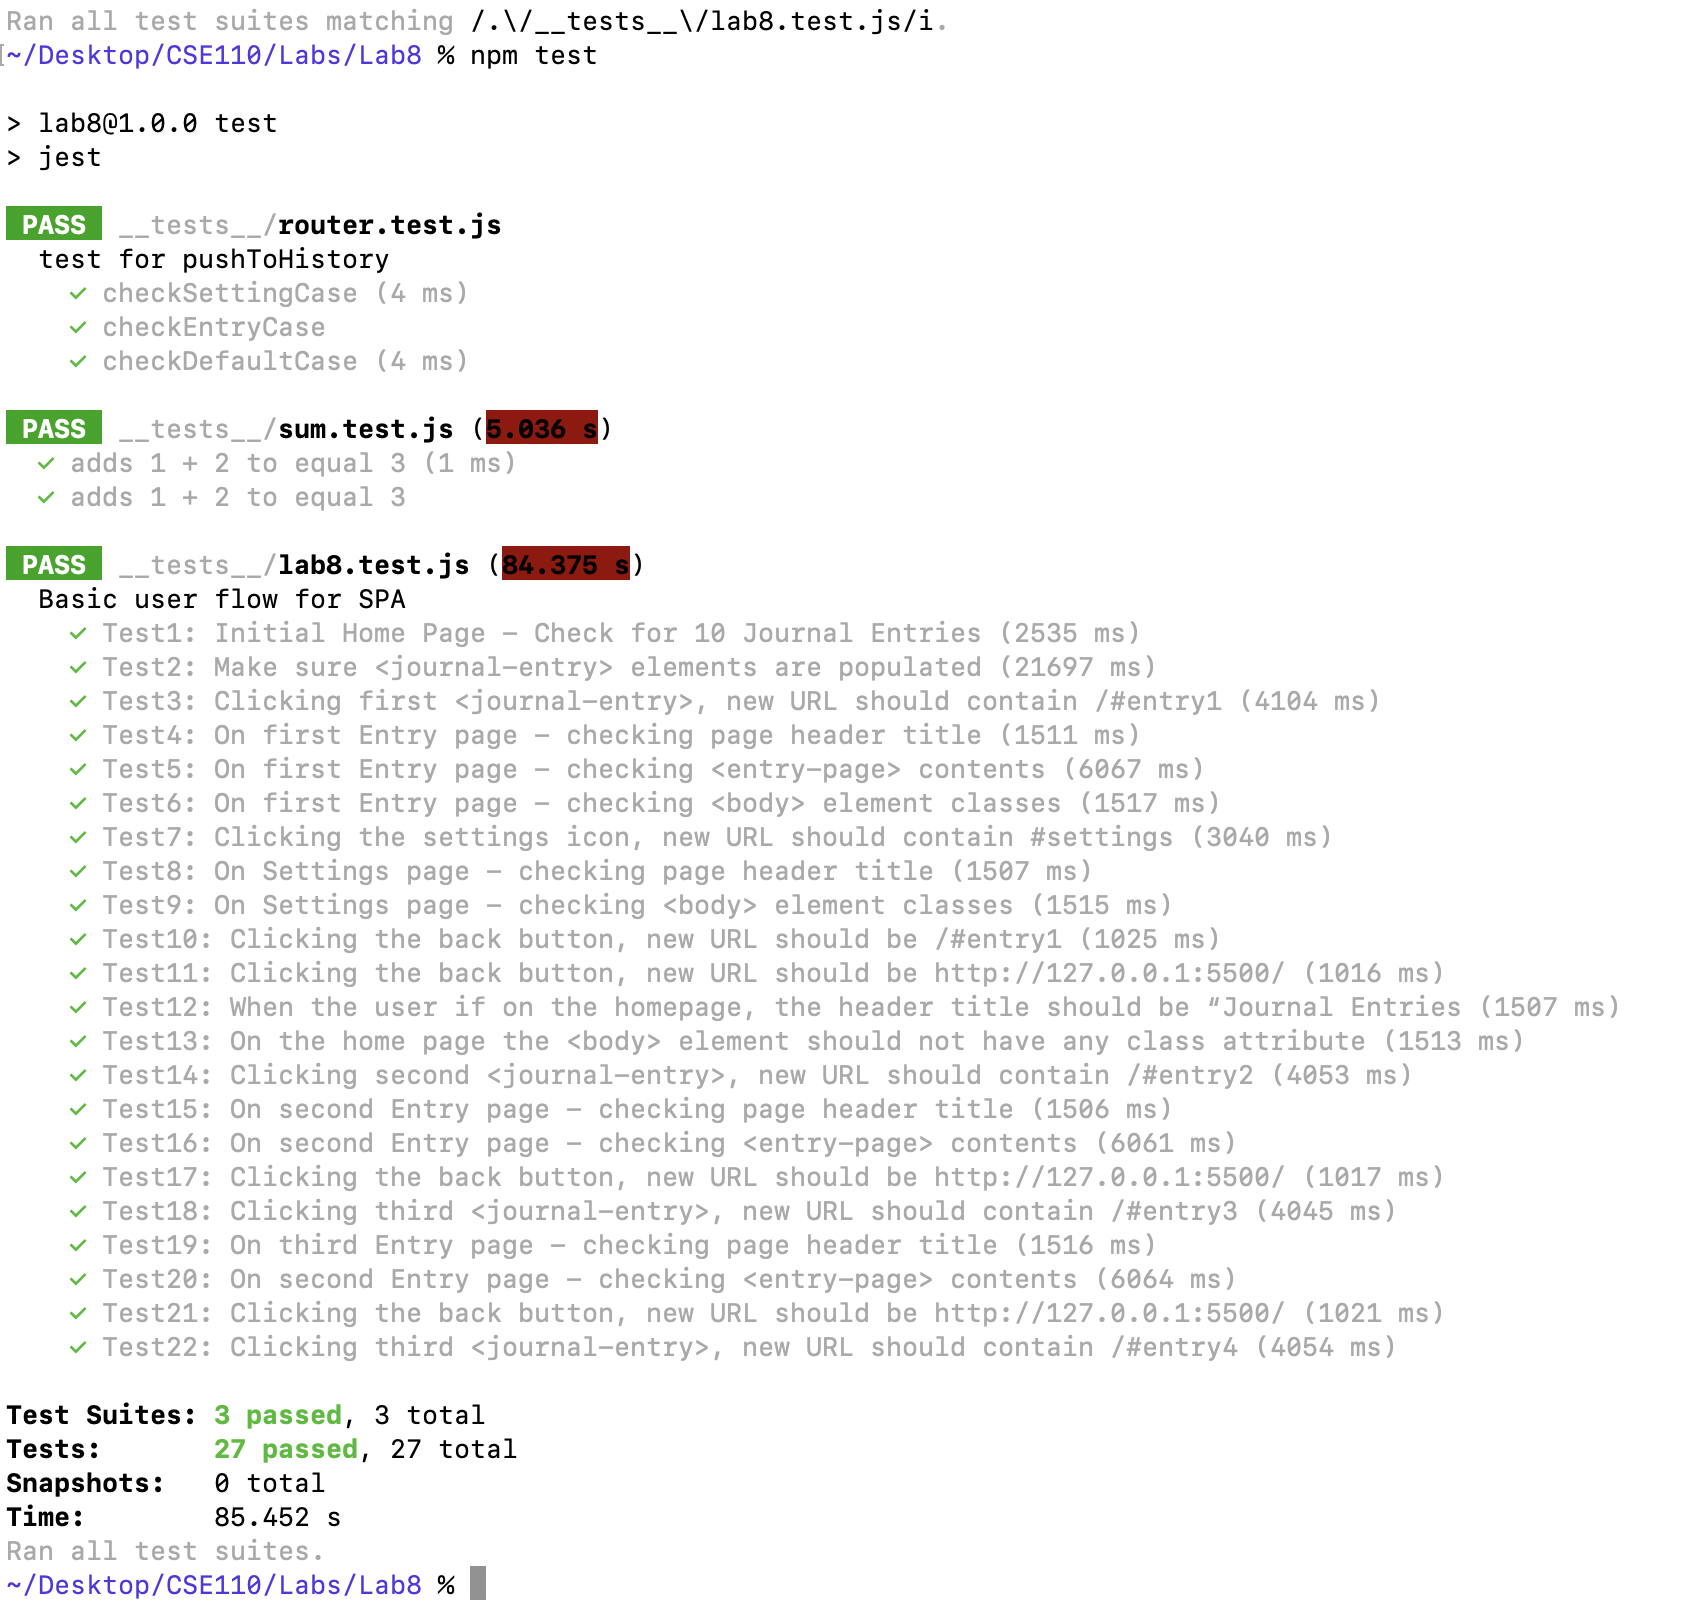 Ran all test suites matching /.\/__tests__\/lab8.test.js/i.
[~/Desktop/CSE110/Labs/Lab8 % npm test
> lab8@1.0.0 test
> jest
PASS __tests__/router.test.js
test for pushToHistory
✓ checkSettingCase (4 ms)
✓ checkEntryCase
✓ checkDefaultCase (4 ms)
PASS __tests__/sum.test.js (5.036 s)
✓ adds 1 + 2 to equal 3 (1 ms)
✓ adds 1 + 2 to equal 3
PASS __tests__/lab8.test.js (84.375 s)
Basic user flow for SPA
✓ Test1: Initial Home Page - Check for 10 Journal Entries (2535 ms)
✓ Test2: Make sure <journal-entry> elements are populated (21697 ms)
✓ Test3: Clicking first <journal-entry>, new URL should contain /#entry1 (4104 ms)
✓ Test4: On first Entry page - checking page header title (1511 ms)
✓ Test5: On first Entry page - checking <entry-page> contents (6067 ms)
✓ Test6: On first Entry page - checking <body> element classes (1517 ms)
✓ Test7: Clicking the settings icon, new URL should contain #settings (3040 ms)
✓ Test8: On Settings page - checking page header title (1507 ms)
✓ Test9: On Settings page - checking <body> element classes (1515 ms)
✓ Test10: Clicking the back button, new URL should be /#entry1 (1025 ms)
✓ Test11: Clicking the back button, new URL should be http://127.0.0.1:5500/ (1016 ms)
✓ Test12: When the user if on the homepage, the header title should be “Journal Entries (1507 ms)
✓ Test13: On the home page the <body> element should not have any class attribute (1513 ms)
✓ Test14: Clicking second <journal-entry>, new URL should contain /#entry2 (4053 ms)
✓ Test15: On second Entry page - checking page header title (1506 ms)
✓ Test16: On second Entry page - checking <entry-page> contents (6061 ms)
✓ Test17: Clicking the back button, new URL should be http://127.0.0.1:5500/ (1017 ms)
✓ Test18: Clicking third <journal-entry>, new URL should contain /#entry3 (4045 ms)
✓ Test19: On third Entry page - checking page header title (1516 ms)
✓ Test20: On second Entry page - checking <entry-page> contents (6064 ms)
✓ Test21: Clicking the back button, new URL should be http://127.0.0.1:5500/ (1021 ms)
✓ Test22: Clicking third <journal-entry>, new URL should contain /#entry4 (4054 ms)
Test Suites: 3 passed, 3 total
Tests: 27 passed, 27 total
Snapshots: 0 total
Time: 85.452 s
Ran all test suites.
~/Desktop/CSE110/Labs/Lab8 %